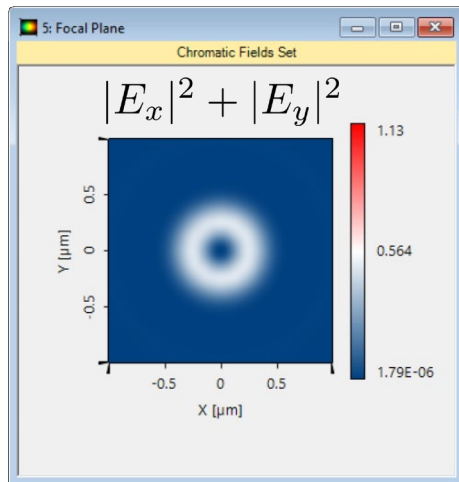 5: Focal Plane
Chromatic Fields Set
|E_x|^2 + |E_y|^2
1.13
0.564
1.79E-06
0.5
0
-0.5
Y [µm]
-0.5 0 0.5
X [µm]